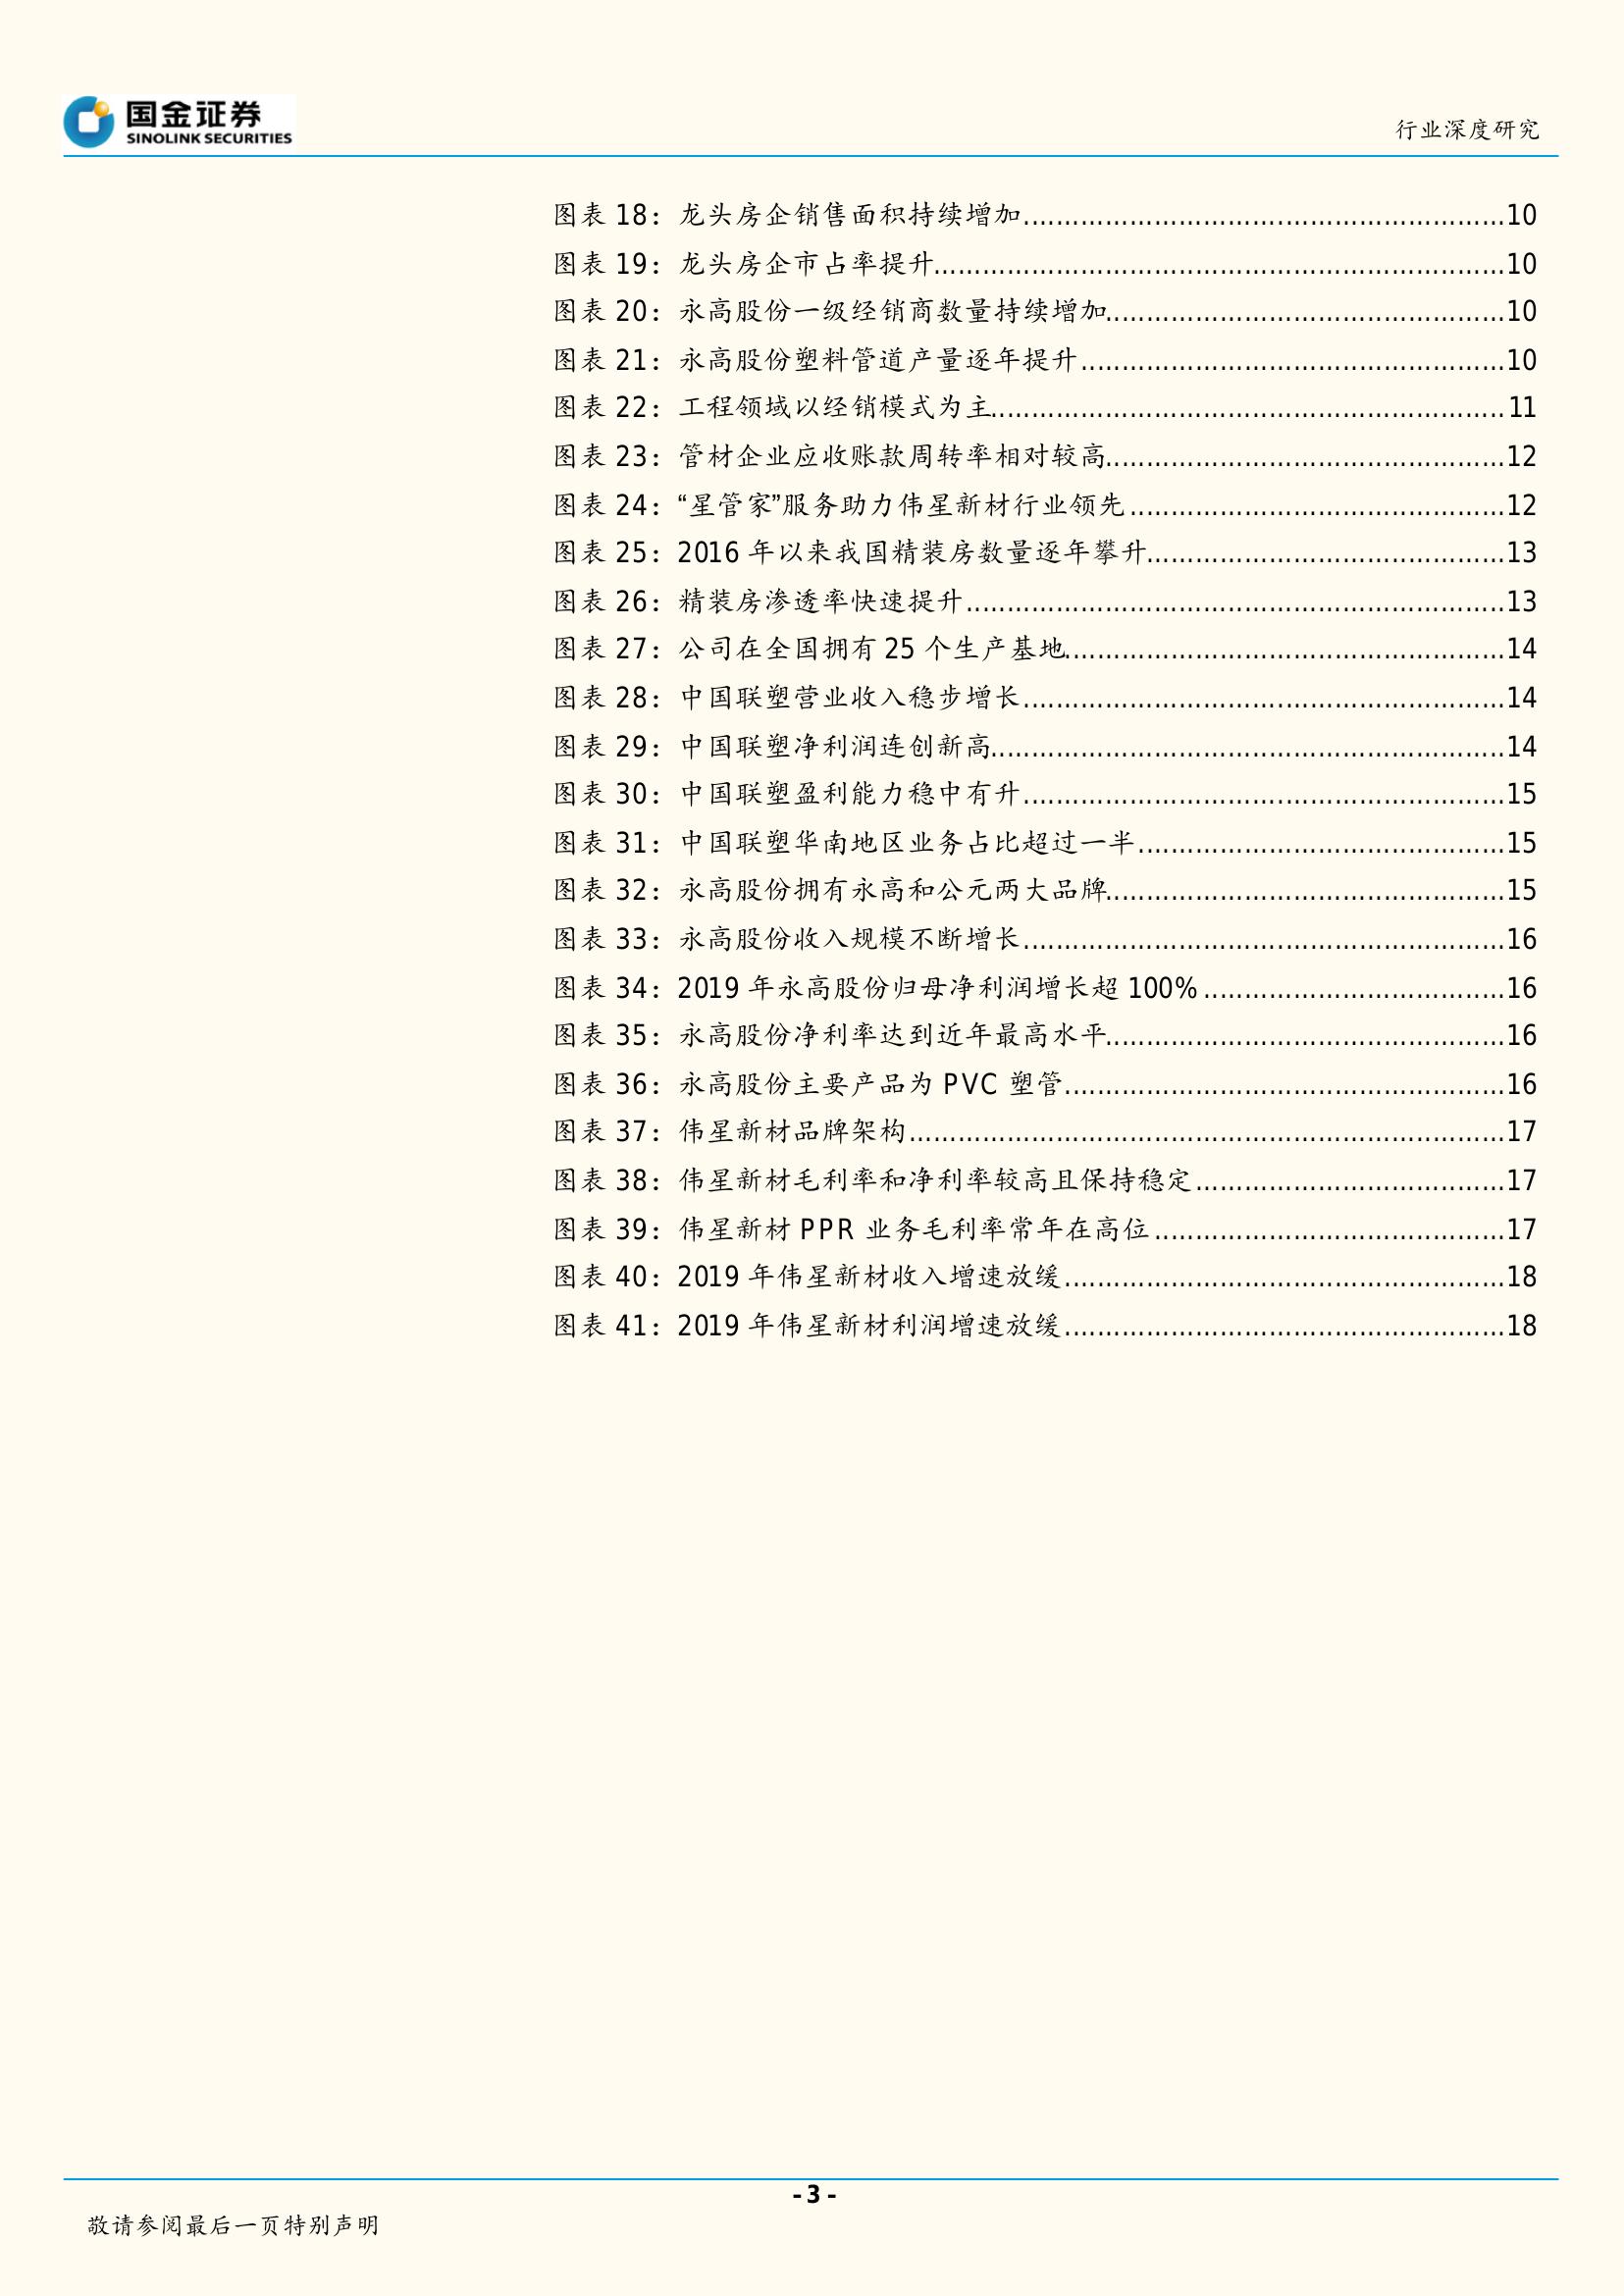 国金证券
SINOLINK SECURITIES
行业深度研究
图表 18：龙头房企销售面积持续增加..........10
图表 19：龙头房企市占率提升..........10
图表 20：永高股份一级经销商数量持续增加..........10
图表 21：永高股份塑料管道产量逐年提升..........10
图表 22：工程领域以经销模式为主..........11
图表 23：管材企业应收账款周转率相对较高..........12
图表 24：“星管家”服务助力伟星新材行业领先..........12
图表 25：2016 年以来我国精装房数量逐年攀升..........13
图表 26：精装房渗透率快速提升..........13
图表 27：公司在全国拥有 25 个生产基地..........14
图表 28：中国联塑营业收入稳步增长..........14
图表 29：中国联塑净利润连创新高..........14
图表 30：中国联塑盈利能力稳中有升..........15
图表 31：中国联塑华南地区业务占比超过一半..........15
图表 32：永高股份拥有永高和公元两大品牌..........15
图表 33：永高股份收入规模不断增长..........16
图表 34：2019 年永高股份归母净利润增长超 100%..........16
图表 35：永高股份净利率达到近年最高水平..........16
图表 36：永高股份主要产品为 PVC 塑管..........16
图表 37：伟星新材品牌架构..........17
图表 38：伟星新材毛利率和净利率较高且保持稳定..........17
图表 39：伟星新材 PPR 业务毛利率常年在高位..........17
图表 40：2019 年伟星新材收入增速放缓..........18
图表 41：2019 年伟星新材利润增速放缓..........18
- 3 -
敬请参阅最后一页特别声明